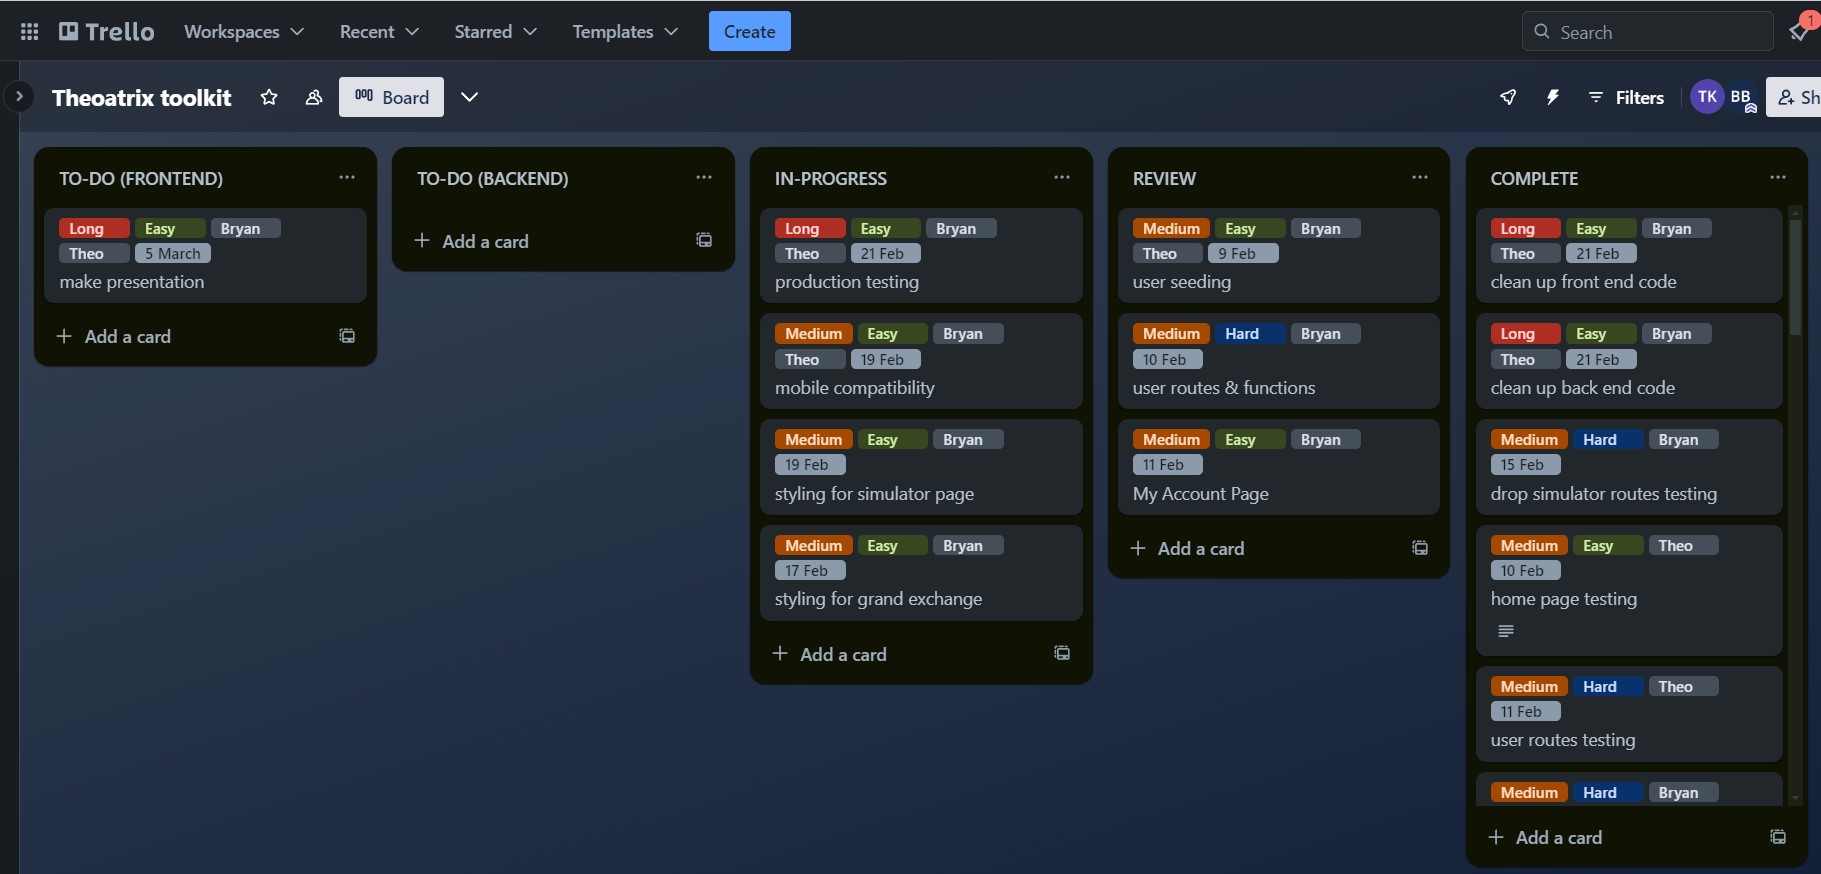 Trello Workspaces Recent Starred Templates Create Search 1
Theoatrix toolkit Board Filters TK BB Sh
TO-DO (FRONTEND)
Long Easy Bryan
Theo 5 March
make presentation
Add a card
TO-DO (BACKEND)
Add a card
IN-PROGRESS
Long Easy Bryan
Theo 21 Feb
production testing
Medium Easy Bryan
Theo 19 Feb
mobile compatibility
Medium Easy Bryan
19 Feb
styling for simulator page
Medium Easy Bryan
17 Feb
styling for grand exchange
Add a card
REVIEW
Medium Easy Bryan
Theo 9 Feb
user seeding
Medium Hard Bryan
10 Feb
user routes & functions
Medium Easy Bryan
11 Feb
My Account Page
Add a card
COMPLETE
Long Easy Bryan
Theo 21 Feb
clean up front end code
Long Easy Bryan
Theo 21 Feb
clean up back end code
Medium Hard Bryan
15 Feb
drop simulator routes testing
Medium Easy Theo
10 Feb
home page testing
Medium Hard Theo
11 Feb
user routes testing
Medium Hard Bryan
Add a card